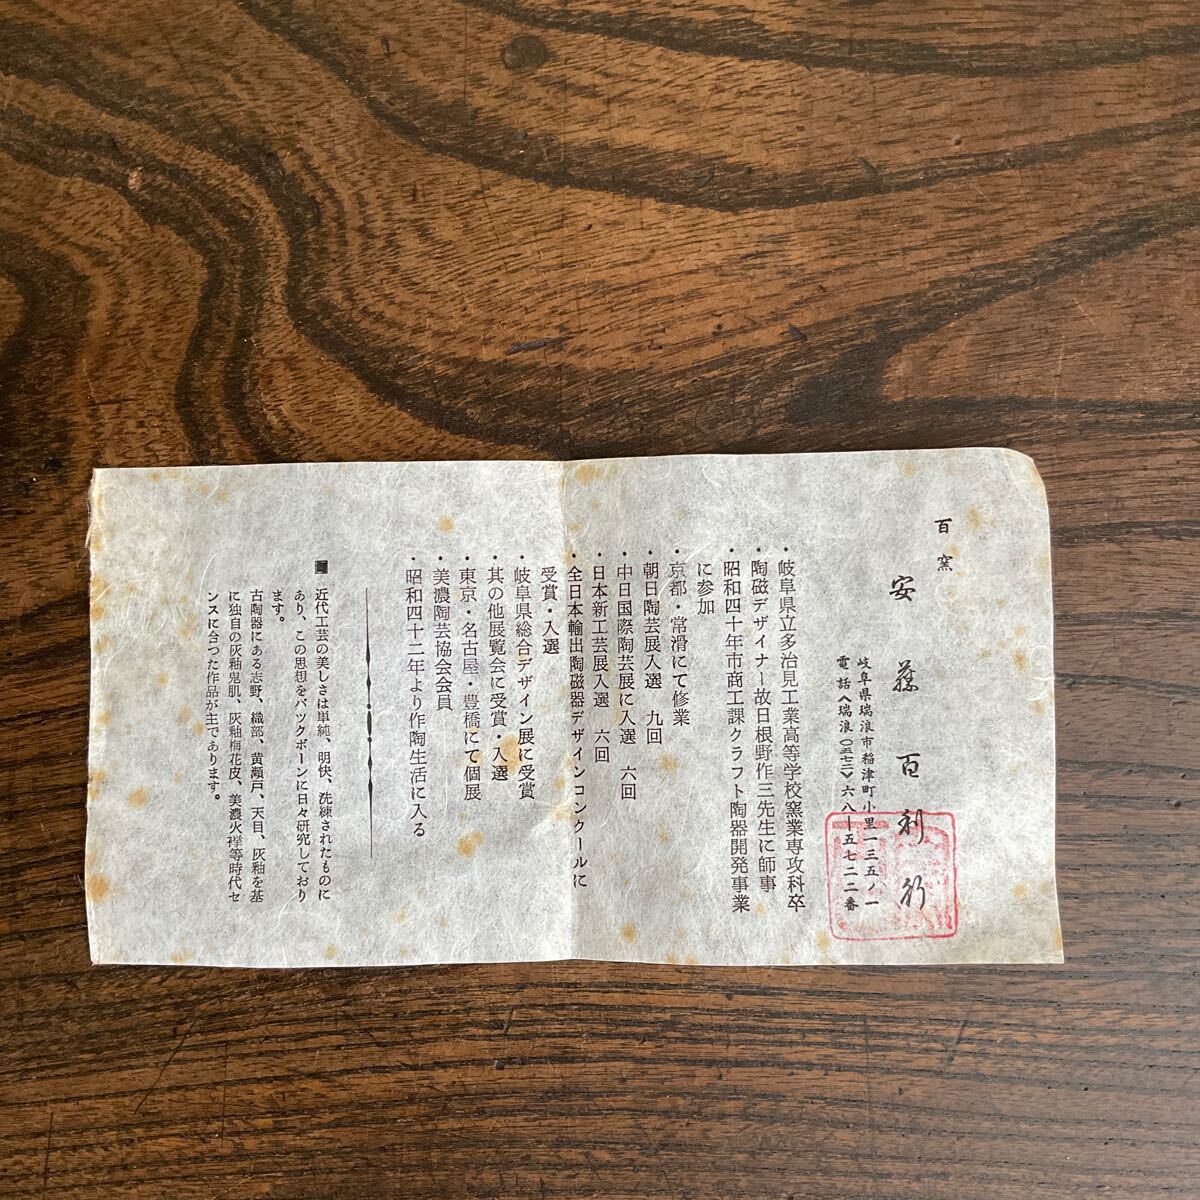 百窯
安藤百利行
岐阜県瑞浪市稲津町小里一三五ノ一
電話〈瑞浪〇五七二〉六八―五七二二番
・岐阜県立多治見工業高等学校窯業専攻科卒
・陶磁デザイナー故日根野作三先生に師事
・昭和四十年市商工課クラフト陶器開発事業
に参加
・京都・常滑にて修業
・朝日陶芸展入選 九回
・中日国際陶芸展に入選 六回
・日本新工芸展入選 六回
・全日本輸出陶磁器デザインコンクールに
受賞・入選
・岐阜県総合デザイン展に受賞
・其の他展覧会に受賞・入選
・東京・名古屋・豊橋にて個展
・美濃陶芸協会会員
・昭和四十二年より作陶生活に入る
■ 近代工芸の美しさは単純、明快、洗練されたものに
あり、この思想をバックボーンに日々研究しており
ます。
古陶器にある志野、織部、黄瀬戸、天目、灰釉を基
に独自の灰釉鬼肌、灰釉梅花皮、美濃火襷等時代セ
ンスに合つた作品が主であります。